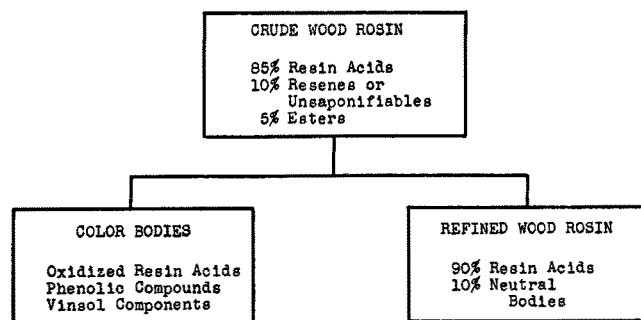 CRUDE WOOD ROSIN
85% Resin Acids
10% Resenes or
Unsaponifiables
5% Esters
COLOR BODIES
Oxidized Resin Acids
Phenolic Compounds
Vinsol Components
REFINED WOOD ROSIN
90% Resin Acids
10% Neutral
Bodies